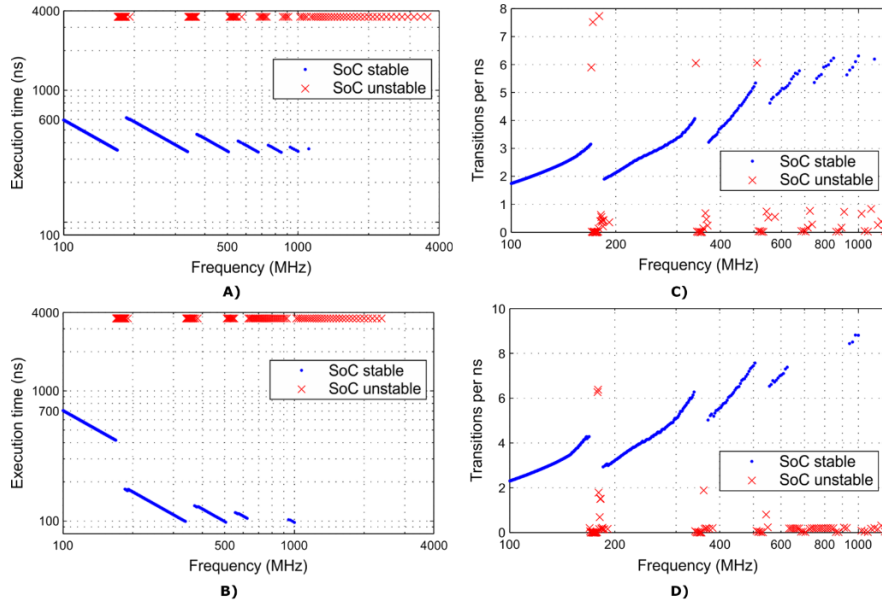 4000
1000
600
100
Execution time (ns)
SoC stable
SoC unstable
100
500
1000
4000
Frequency (MHz)
A)
8
7
6
5
4
3
2
1
0
Transitions per ns
SoC stable
SoC unstable
100
200
400
600
800
1000
Frequency (MHz)
C)
4000
1000
700
100
Execution time (ns)
SoC stable
SoC unstable
100
500
1000
4000
Frequency (MHz)
B)
10
8
6
4
2
0
Transitions per ns
SoC stable
SoC unstable
100
200
400
600
800
1000
Frequency (MHz)
D)